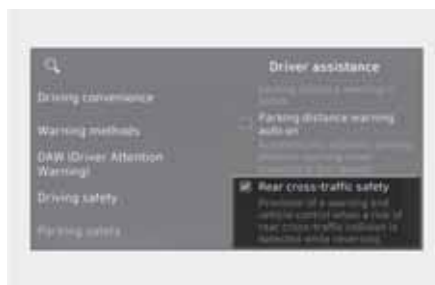 Driver assistance
Driving convenience
Warning methods
DAW (Driver Attention
Warning)
Driving safety
Parking safety
Parking distance warning
auto on
Rear cross-traffic safety
Provision of a warning and
vehicle control when a risk of
rear cross-traffic collision is
detected while reversing